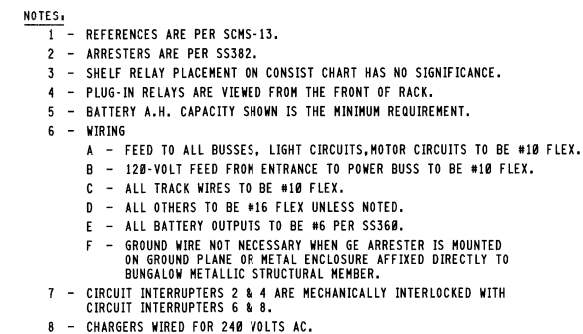 NOTES:
1 - REFERENCES ARE PER SCMS-13.
2 - ARRESTERS ARE PER SS382.
3 - SHELF RELAY PLACEMENT ON CONSIST CHART HAS NO SIGNIFICANCE.
4 - PLUG-IN RELAYS ARE VIEWED FROM THE FRONT OF RACK.
5 - BATTERY A.H. CAPACITY SHOWN IS THE MINIMUM REQUIREMENT.
6 - WIRING
A - FEED TO ALL BUSSES, LIGHT CIRCUITS,MOTOR CIRCUITS TO BE #10 FLEX.
B - 120-VOLT FEED FROM ENTRANCE TO POWER BUSS TO BE #10 FLEX.
C - ALL TRACK WIRES TO BE #10 FLEX.
D - ALL OTHERS TO BE #16 FLEX UNLESS NOTED.
E - ALL BATTERY OUTPUTS TO BE #6 PER SS360.
F - GROUND WIRE NOT NECESSARY WHEN GE ARRESTER IS MOUNTED
ON GROUND PLANE OR METAL ENCLOSURE AFFIXED DIRECTLY TO
BUNGALOW METALLIC STRUCTURAL MEMBER.
7 - CIRCUIT INTERRUPTERS 2 & 4 ARE MECHANICALLY INTERLOCKED WITH
CIRCUIT INTERRUPTERS 6 & 8.
8 - CHARGERS WIRED FOR 240 VOLTS AC.